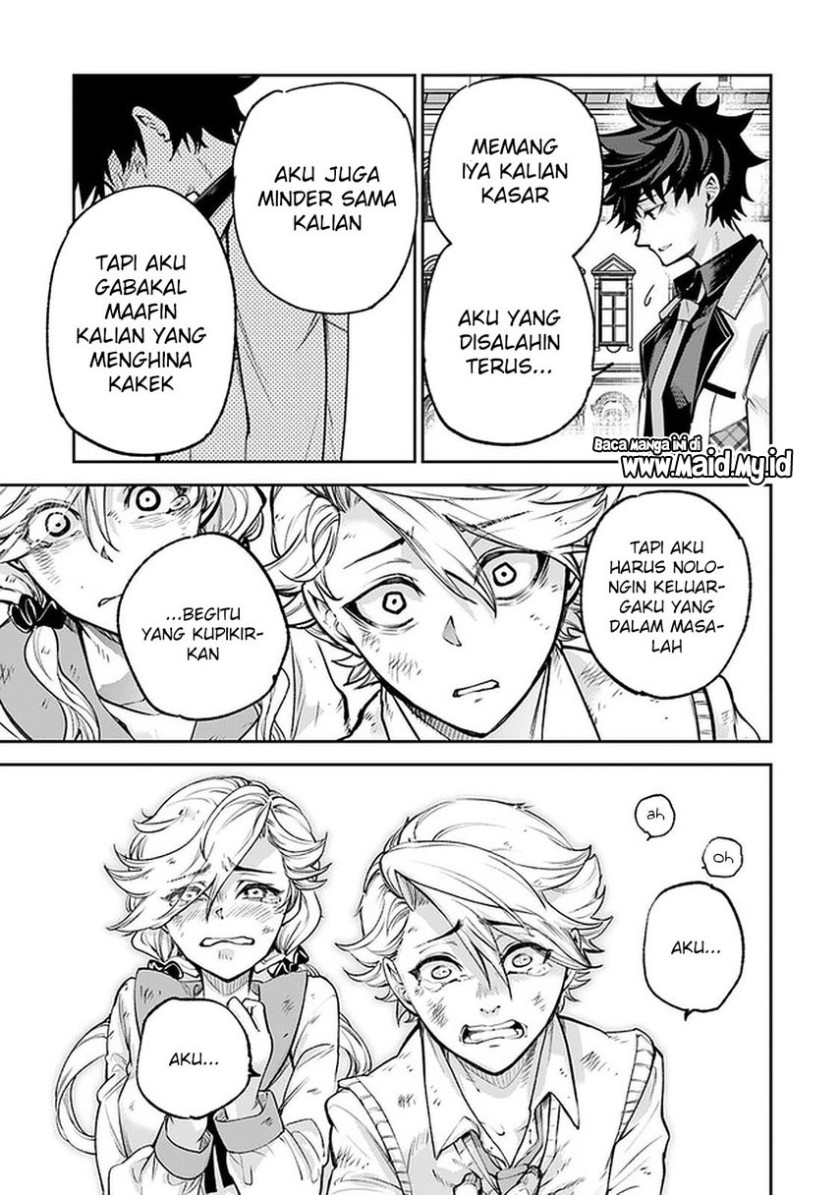 MEMANG
IYA KALIAN
KASAR
AKU YANG
DISALAHIN
TERUS...
AKU JUGA
MINDER SAMA
KALIAN
TAPI AKU
GABAKAL
MAAFIN
KALIAN YANG
MENGHINA
KAKEK
Baca Manga ini di
www.Maid.My.id
TAPI AKU
HARUS NOLO-
NGIN KELUAR-
GAKU YANG
DALAM MASA-
LAH
...BEGITU
YANG KUPIKIR-
KAN
ah
oh
AKU...
AKU...